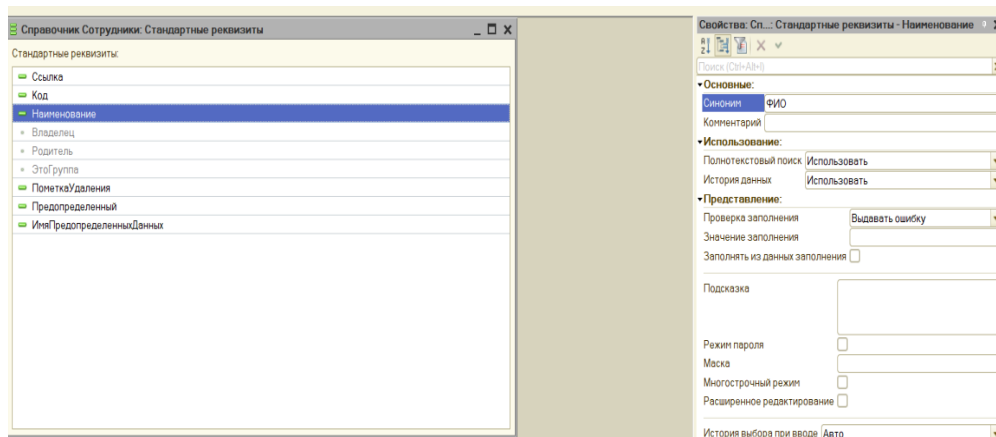 Справочник Сотрудники: Стандартные реквизиты
Стандартные реквизиты:
Ссылка
Код
Наименование
Владелец
Родитель
ЭтоГруппа
ПометкаУдаления
Предопределенный
ИмяПредопределенныхДанных
Свойства: Сп...: Стандартные реквизиты - Наименование
Поиск (Ctrl+Alt+I)
Основные:
Синоним ФИО
Комментарий
Использование:
Полнотекстовый поиск Использовать
История данных Использовать
Представление:
Проверка заполнения Выдавать ошибку
Значение заполнения
Заполнять из данных заполнения
Подсказка
Режим пароля
Маска
Многострочный режим
Расширенное редактирование
История выбора при вводе Авто